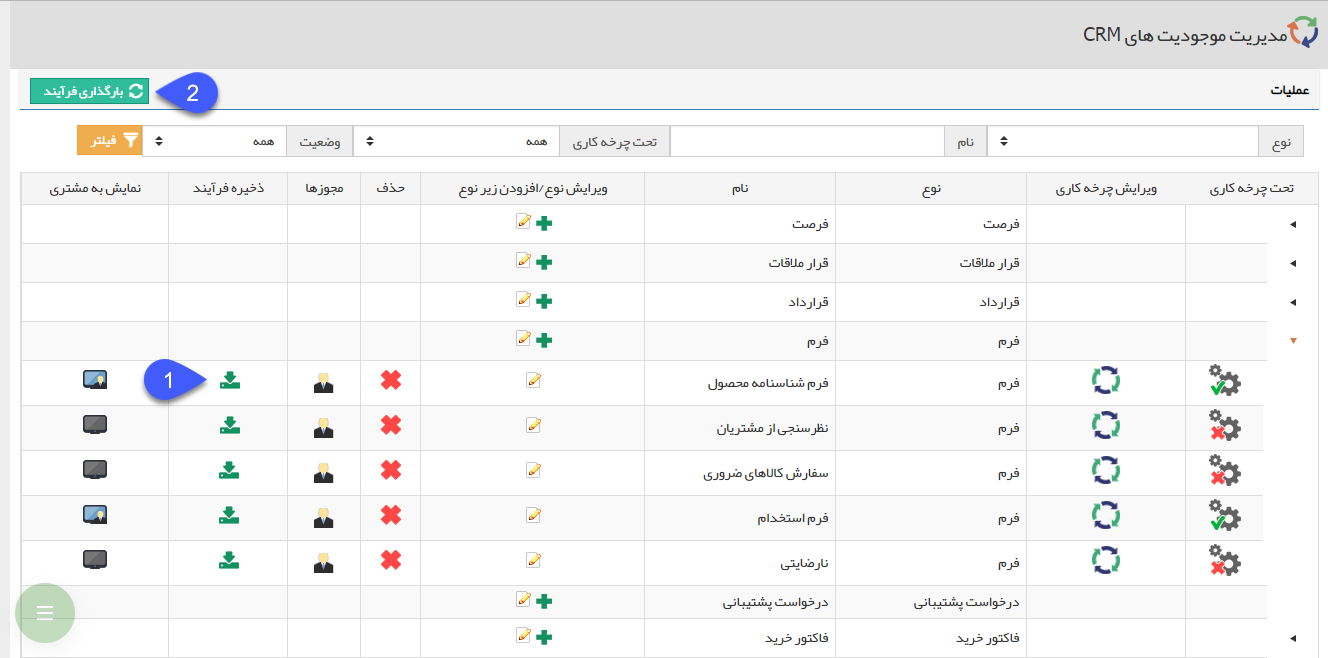 مدیریت موجودیت های CRM
عملیات
2
بارگذاری فرآیند
نوع
نام
تحت چرخه کاری
همه
وضعیت
همه
فیلتر
تحت چرخه کاری ویرایش چرخه کاری نوع نام ویرایش نوع/افزودن زیر نوع حذف مجوزها ذخیره فرآیند نمایش به مشتری
فرصت فرصت
قرار ملاقات قرار ملاقات
قرارداد قرارداد
فرم فرم
فرم فرم شناسنامه محصول 1
فرم نظرسنجی از مشتریان
فرم سفارش کالاهای ضروری
فرم فرم استخدام
فرم نارضایتی
درخواست پشتیبانی درخواست پشتیبانی
فاکتور خرید فاکتور خرید